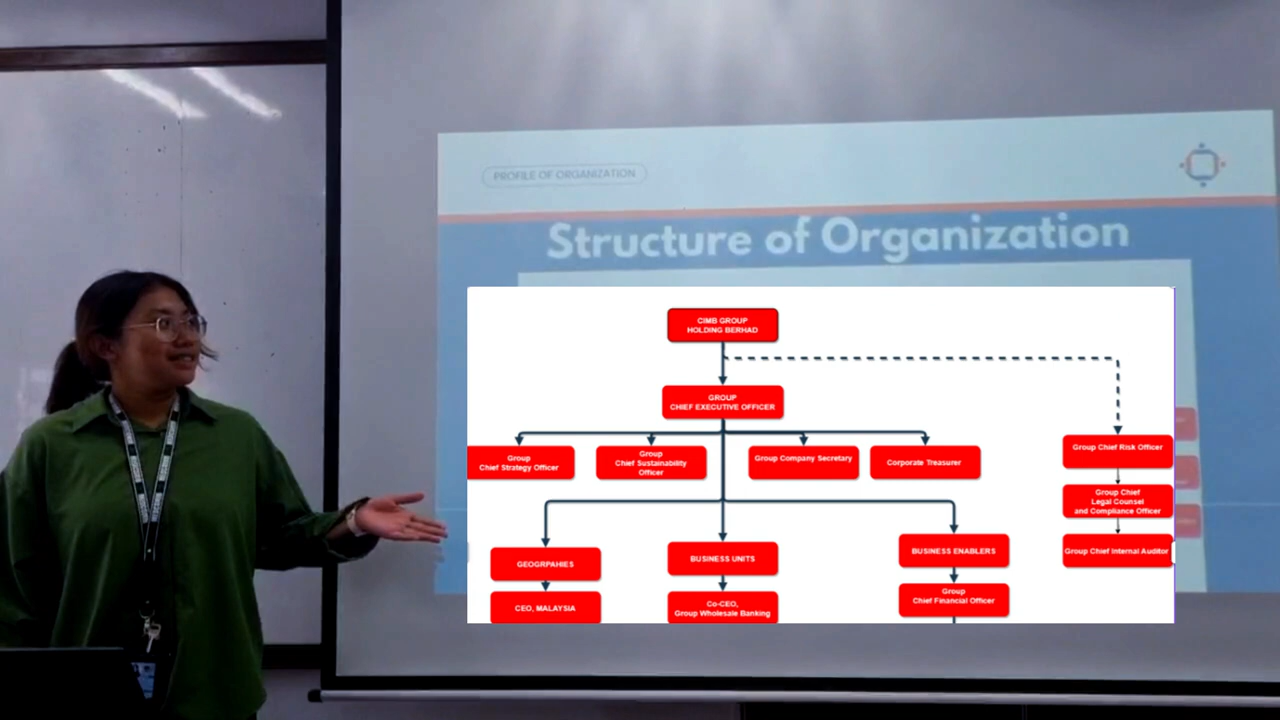 PROFILE OF ORGANIZATION
Structure of Organization
CIMB GROUP
HOLDING BERHAD
GROUP
CHIEF EXECUTIVE OFFICER
Group
Chief Strategy Officer
Group
Chief Sustainability
Officer
Group Company Secretary
Corporate Treasurer
Group Chief Risk Officer
Group Chief
Legal Counsel
and Compliance Officer
Group Chief Internal Auditor
GEOGRPAHIES
CEO, MALAYSIA
BUSINESS UNITS
Co-CEO,
Group Wholesale Banking
BUSINESS ENABLERS
Group
Chief Financial Officer